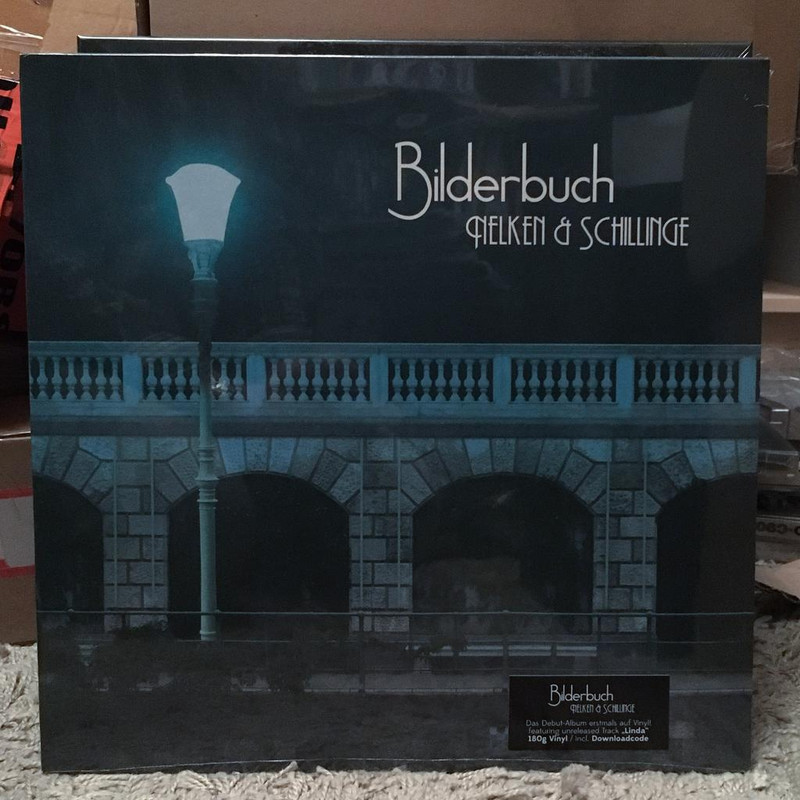 Bilderbuch
NELKEN & SCHILLINGE
Bilderbuch
NELKEN & SCHILLINGE
Das Debut-Album erstmals auf Vinyl!
featuring unreleased Track „Linda“
180g Vinyl / incl. Downloadcode